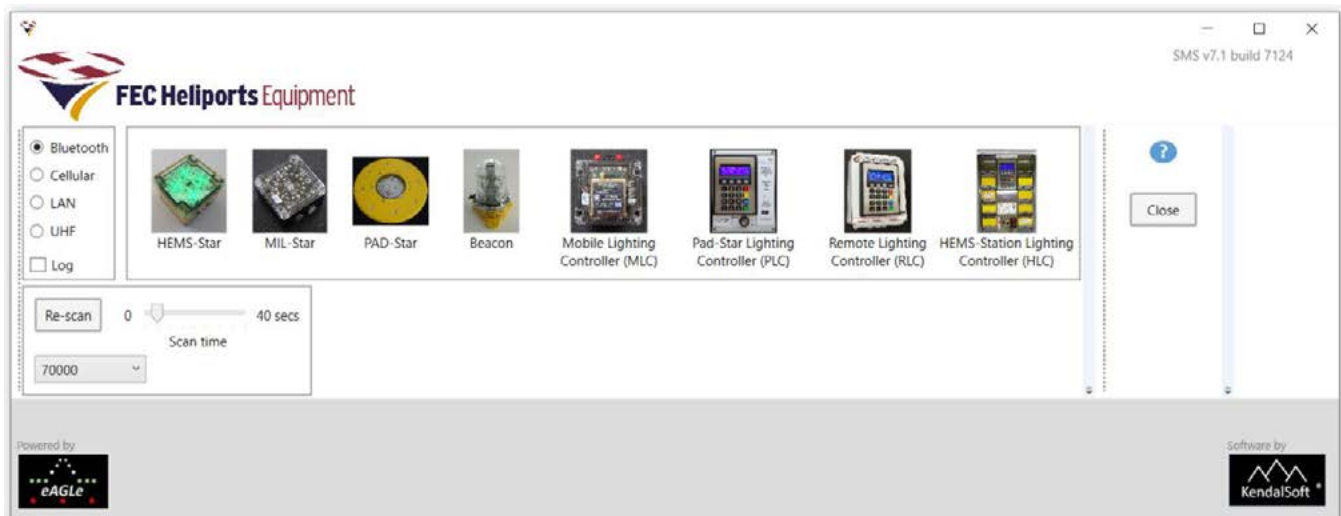 SMS v7.1 build 7124
FEC Heliports Equipment
Bluetooth
Cellular
LAN
UHF
Log
HEMS-Star
MIL-Star
PAD-Star
Beacon
Mobile Lighting
Controller (MLC)
Pad-Star Lighting
Controller (PLC)
Remote Lighting
Controller (RLC)
HEMS-Station Lighting
Controller (HLC)
?
Close
Re-scan
0
40 secs
Scan time
70000
Powered by
eAGLe
Software by
KendalSoft